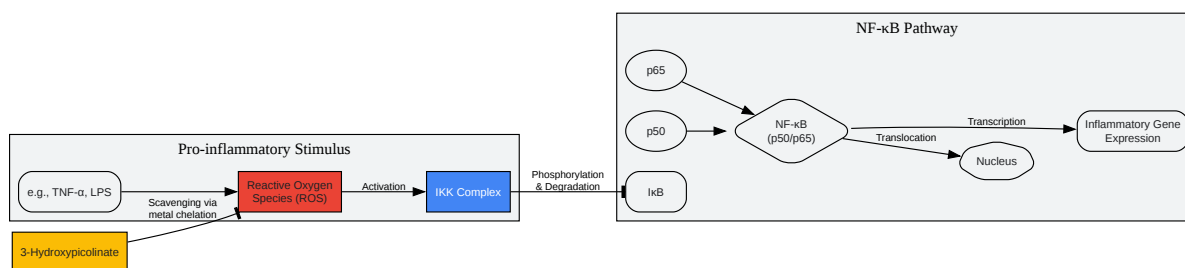 NF-κB Pathway
p65
p50
NF-κB
(p50/p65)
Transcription
Translocation
Inflammatory Gene
Expression
Nucleus
Pro-inflammatory Stimulus
e.g., TNF-α, LPS
Scavenging via
metal chelation
Reactive Oxygen
Species (ROS)
Activation
IKK Complex
Phosphorylation
& Degradation
IκB
3-Hydroxypicolinate